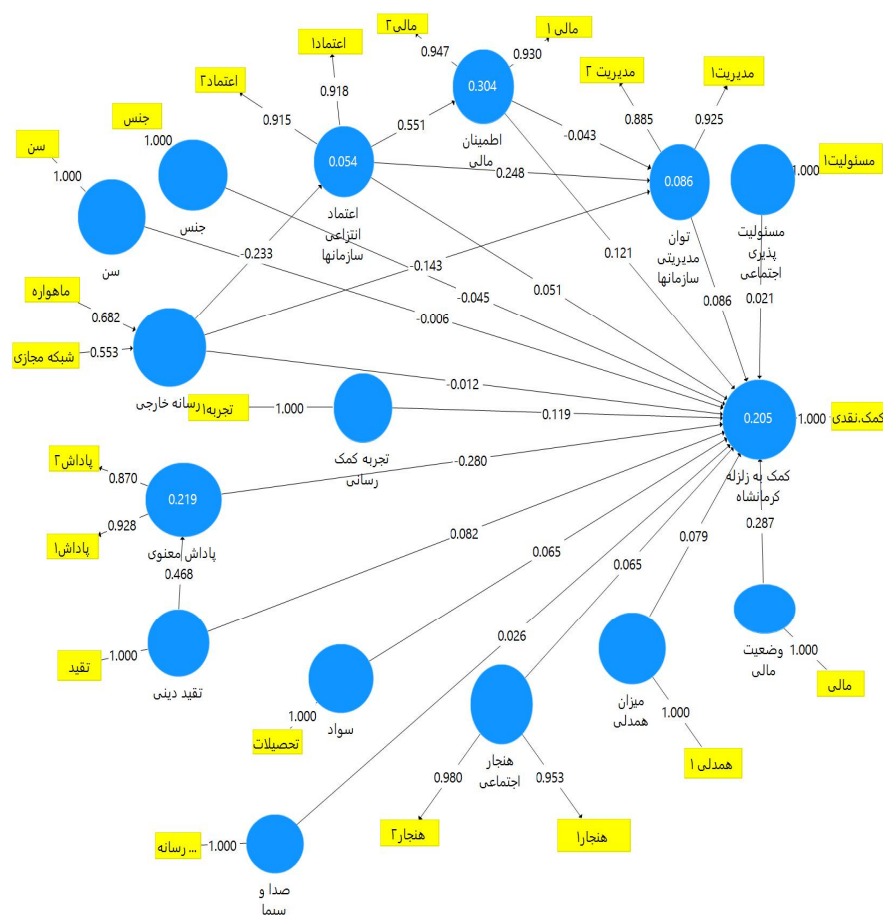 مالی۲
0.947
0.930
مالی ۱
اعتماد۱
0.918
اعتماد۲
0.915
0.304
اطمینان
مالی
0.551
-0.043
مدیریت ۲
0.885
مدیریت۱
0.925
جنس
1.000
جنس
سن
1.000
سن
0.054
اعتماد
انتزاعی
سازمانها
0.248
0.086
توان
مدیریتی
سازمانها
مسئولیت۱
1.000
مسئولیت
پذیری
اجتماعی
-0.233
-0.143
0.121
0.051
-0.045
-0.006
0.086
0.021
ماهواره
0.682
شبکه مجازی
0.553
رسانه خارجی
-0.012
تجربه۱
1.000
تجربه کمک
رسانی
0.119
0.205
1.000
کمک.نقدی
کمک به زلزله
کرمانشاه
پاداش۲
0.870
0.219
پاداش۱
0.928
پاداش معنوی
-0.280
0.468
0.082
0.065
0.065
0.079
0.287
تقید
1.000
تقید دینی
0.026
وضعیت
مالی
1.000
مالی
سواد
1.000
تحصیلات
میزان
همدلی
1.000
همدلی ۱
هنجار
اجتماعی
0.980
0.953
هنجار۲
هنجار۱
رسانه ...
1.000
صدا و
سیما